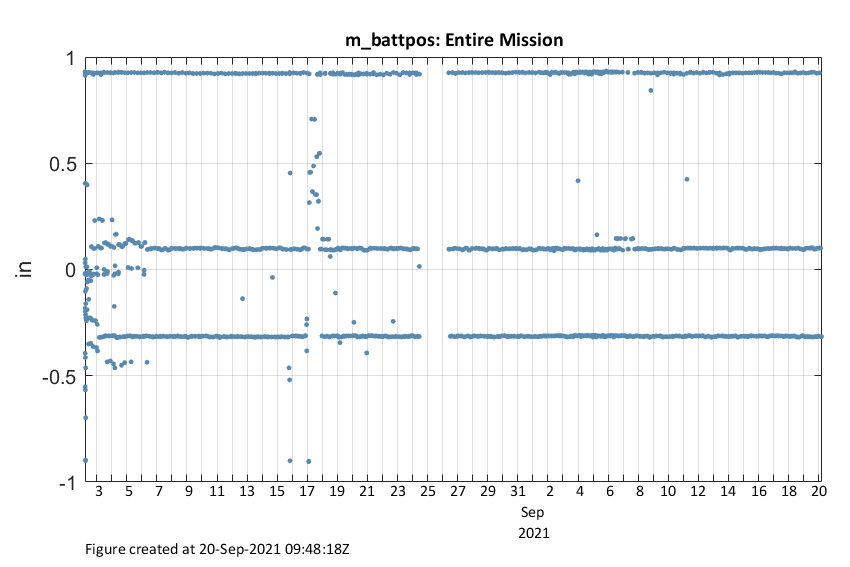 m_battpos: Entire Mission
1
0.5
0
-0.5
-1
in
3 5 7 9 11 13 15 17 19 21 23 25 27 29 31 2 4 6 8 10 12 14 16 18 20
Sep
2021
Figure created at 20-Sep-2021 09:48:18Z